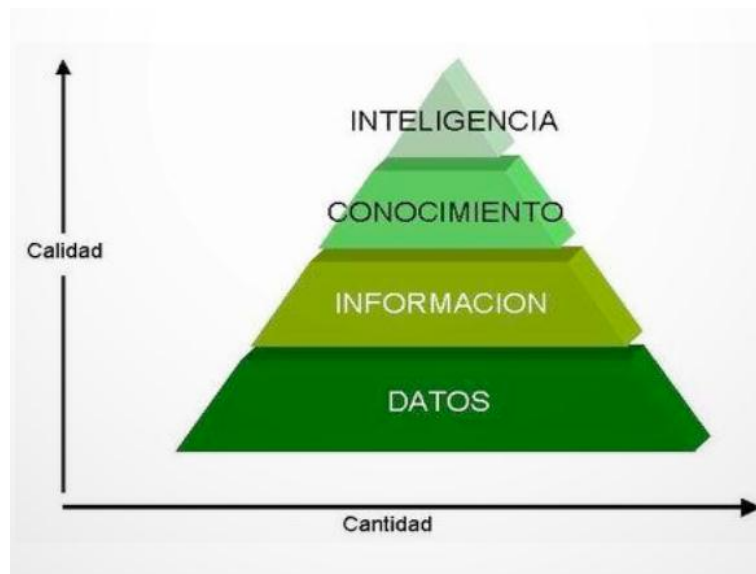 INTELIGENCIA
CONOCIMIENTO
Calidad
INFORMACION
DATOS
Cantidad